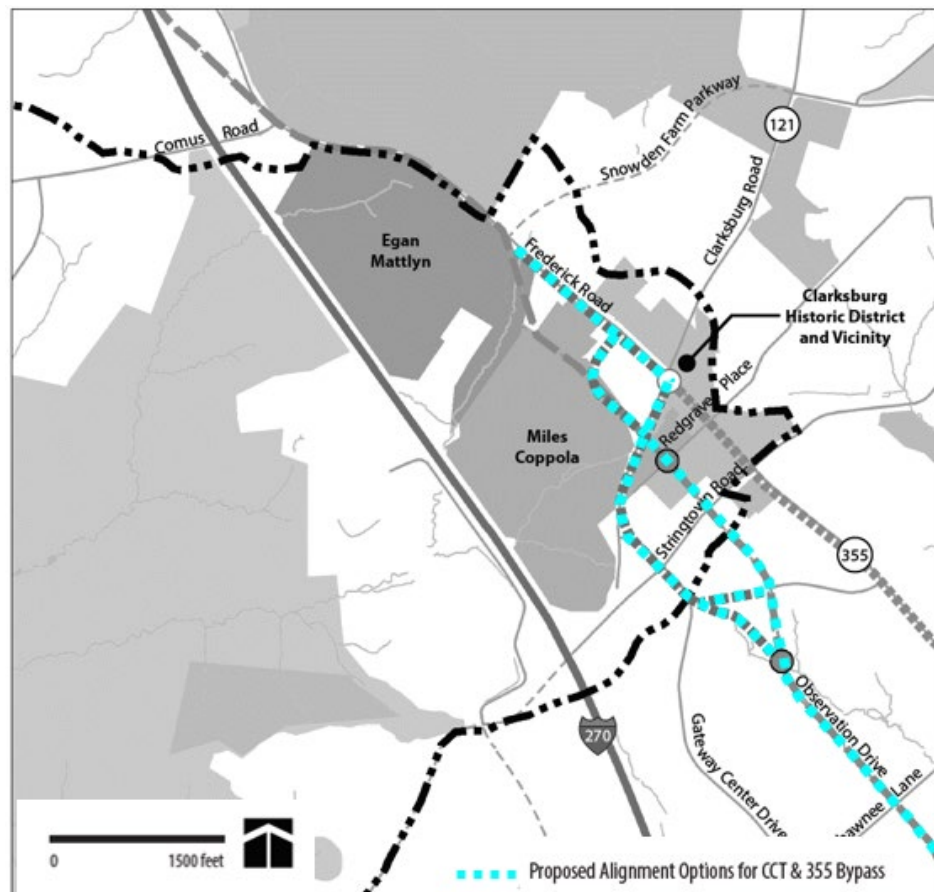 Snowden Farm Parkway
121
Comus Road
Clarksburg Road
Egan
Mattlyn
Frederick Road
Clarksburg
Historic District
and Vicinity
Redgrave Place
Miles
Coppola
Stringtown Road
355
Observation Drive
270
Gateway Center Drive
Lane
0 1500 feet
Proposed Alignment Options for CCT & 355 Bypass